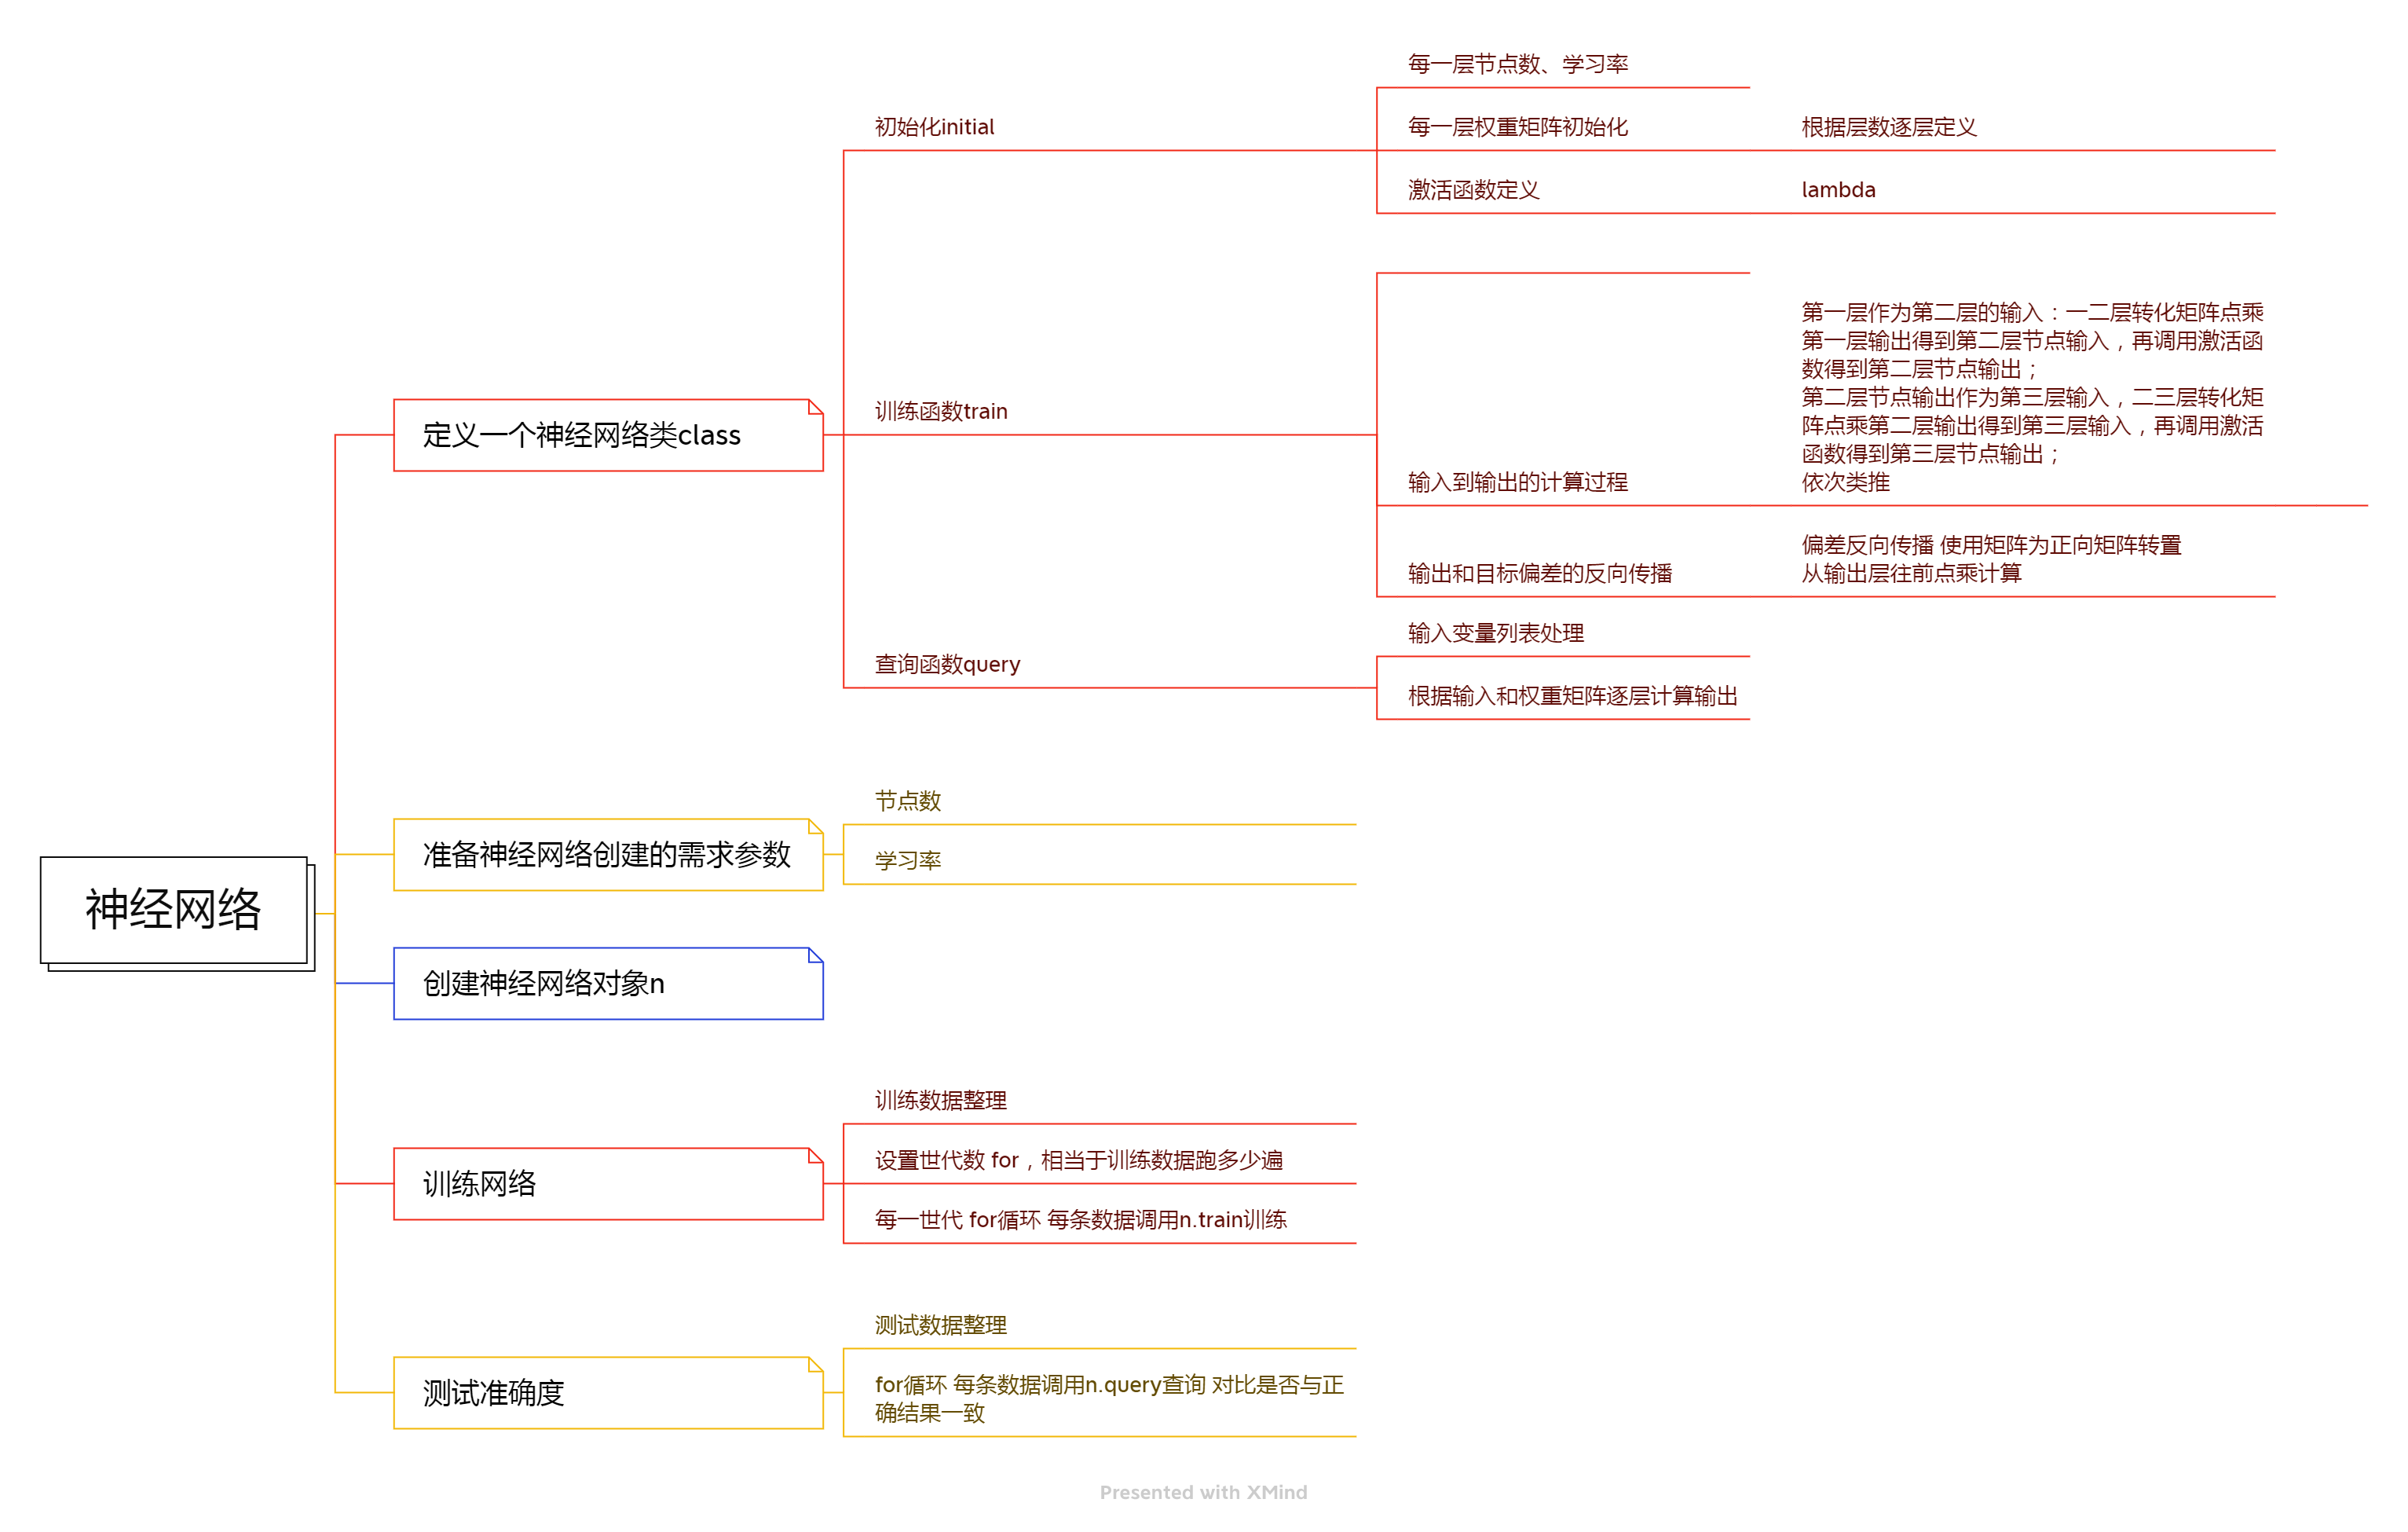 神经网络
定义一个神经网络类class
初始化initial
每一层节点数、学习率
每一层权重矩阵初始化
根据层数逐层定义
激活函数定义
lambda
训练函数train
输入到输出的计算过程
第一层作为第二层的输入：一二层转化矩阵点乘
第一层输出得到第二层节点输入，再调用激活函
数得到第二层节点输出；
第二层节点输出作为第三层输入，二三层转化矩
阵点乘第二层输出得到第三层输入，再调用激活
函数得到第三层节点输出；
依次类推
输出和目标偏差的反向传播
偏差反向传播 使用矩阵为正向矩阵转置
从输出层往前点乘计算
查询函数query
输入变量列表处理
根据输入和权重矩阵逐层计算输出
准备神经网络创建的需求参数
节点数
学习率
创建神经网络对象n
训练网络
训练数据整理
设置世代数 for，相当于训练数据跑多少遍
每一世代 for循环 每条数据调用n.train训练
测试准确度
测试数据整理
for循环 每条数据调用n.query查询 对比是否与正
确结果一致
Presented with XMind